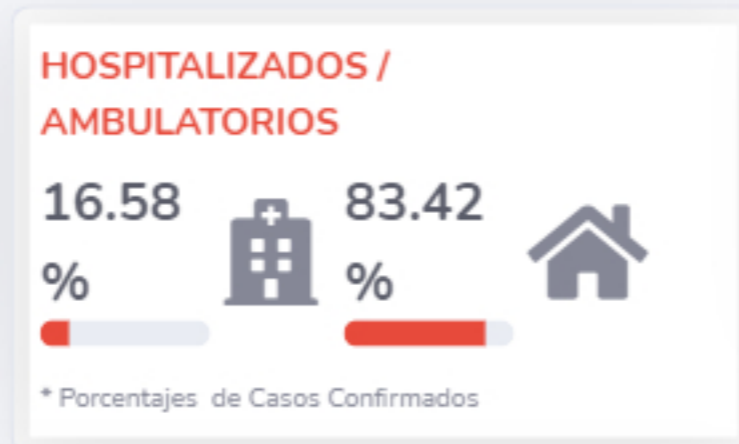 HOSPITALIZADOS /
AMBULATORIOS
16.58
%
83.42
%
* Porcentajes de Casos Confirmados